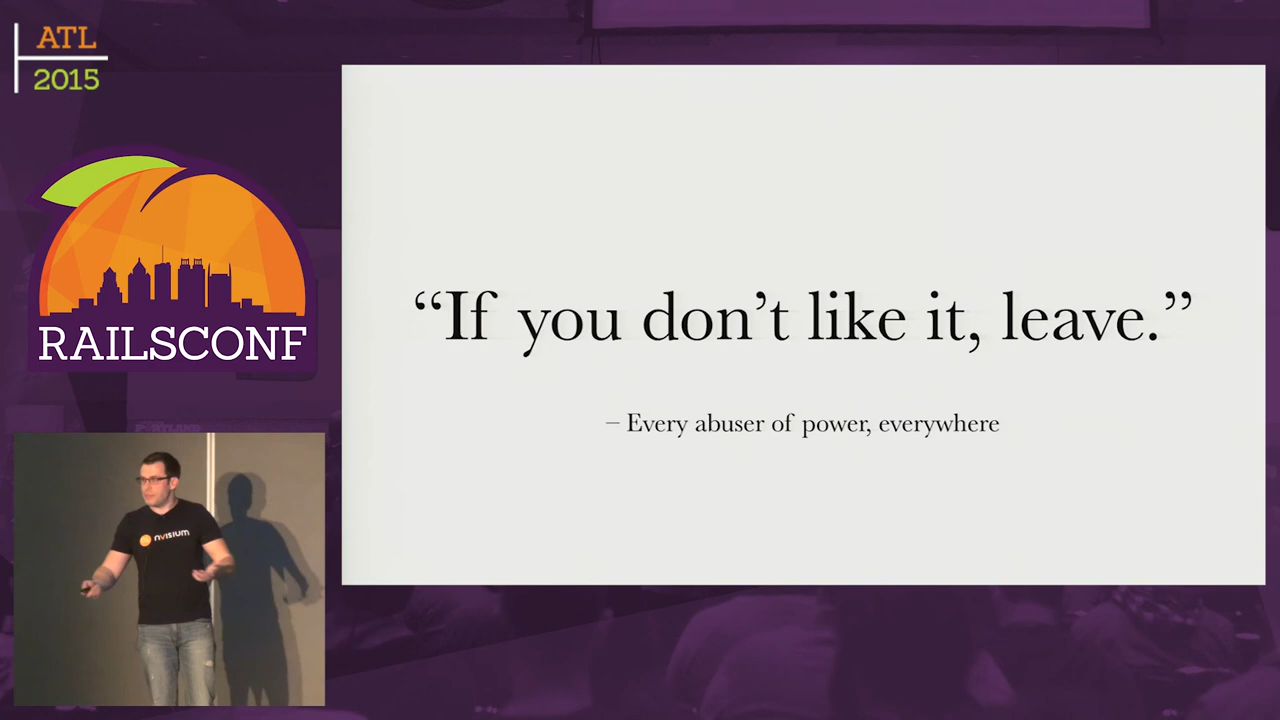 ATL
2015
RAILSCONF
nvisium
“If you don’t like it, leave.”
– Every abuser of power, everywhere